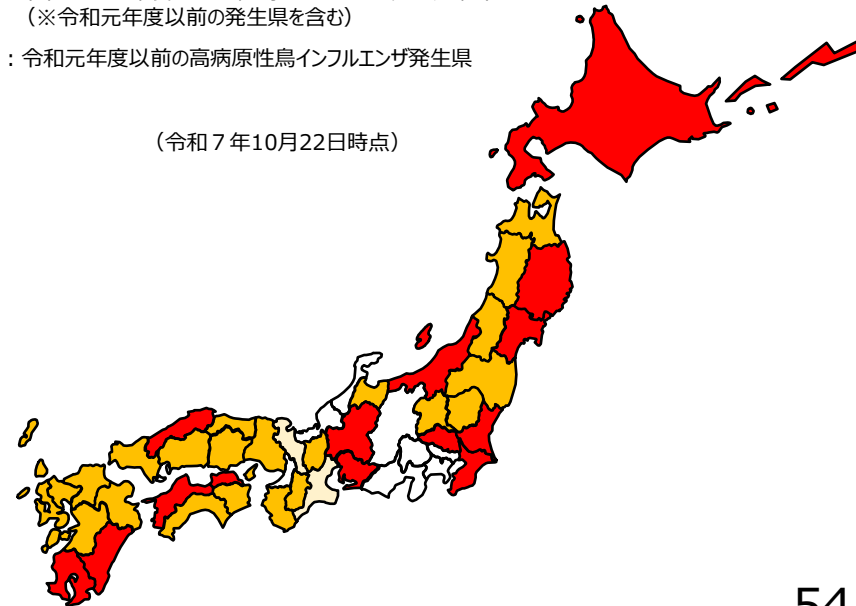 （※令和元年度以前の発生県を含む）
：令和元年度以前の高病原性鳥インフルエンザ発生県
（令和７年10月22日時点）
54